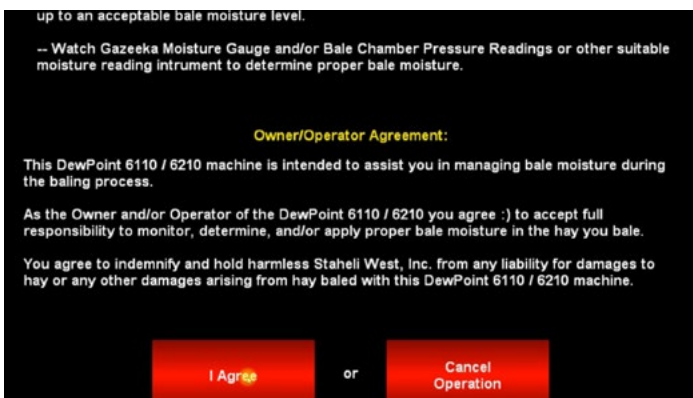 up to an acceptable bale moisture level.
-- Watch Gazeeka Moisture Gauge and/or Bale Chamber Pressure Readings or other suitable
moisture reading intrument to determine proper bale moisture.
Owner/Operator Agreement:
This DewPoint 6110 / 6210 machine is intended to assist you in managing bale moisture during
the baling process.
As the Owner and/or Operator of the DewPoint 6110 / 6210 you agree :) to accept full
responsibility to monitor, determine, and/or apply proper bale moisture in the hay you bale.
You agree to indemnify and hold harmless Staheli West, Inc. from any liability for damages to
hay or any other damages arising from hay baled with this DewPoint 6110 / 6210 machine.
I Agree
or
Cancel
Operation